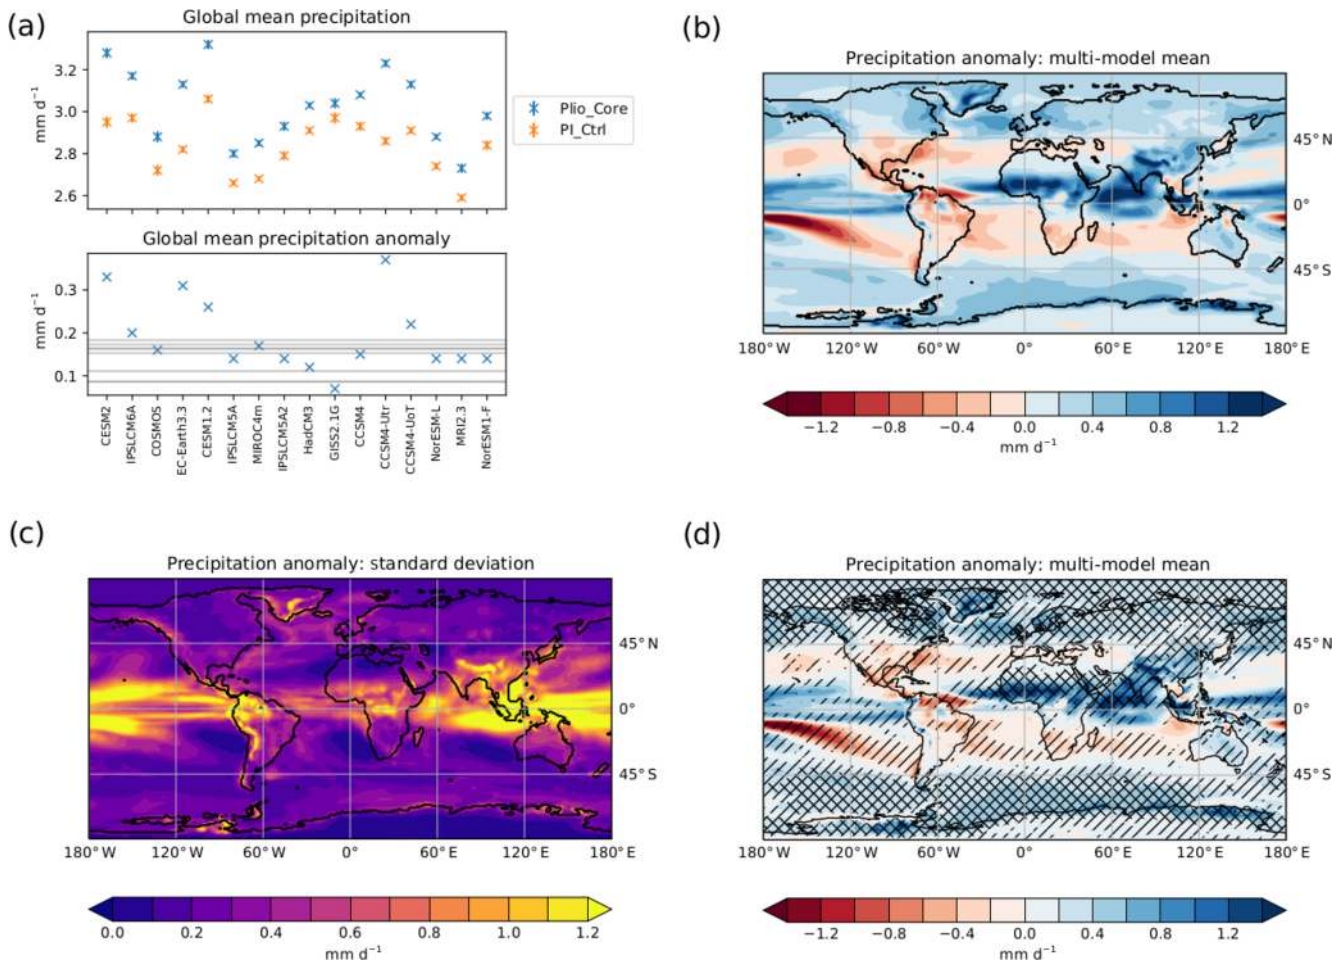 (a)
Global mean precipitation
mm d⁻¹
3.2
3.0
2.8
2.6
Plio_Core
PI_Ctrl
Global mean precipitation anomaly
mm d⁻¹
0.3
0.2
0.1
CESM2
IPSLCM6A
COSMOS
EC-Earth3.3
CESM1.2
IPSLCM5A
MIROC4m
IPSLCM5A2
HadCM3
GISS2.1G
CCSM4
CCSM4-Utr
CCSM4-UoT
NorESM-L
MRI2.3
NorESM1-F
(b)
Precipitation anomaly: multi-model mean
45°N
0°
45°S
180°W 120°W 60°W 0° 60°E 120°E 180°
−1.2 −0.8 −0.4 0.0 0.4 0.8 1.2
mm d⁻¹
(c)
Precipitation anomaly: standard deviation
45°N
0°
45°S
180°W 120°W 60°W 0° 60°E 120°E 180°
0.0 0.2 0.4 0.6 0.8 1.0 1.2
mm d⁻¹
(d)
Precipitation anomaly: multi-model mean
45°N
0°
45°S
180°W 120°W 60°W 0° 60°E 120°E 180°
−1.2 −0.8 −0.4 0.0 0.4 0.8 1.2
mm d⁻¹